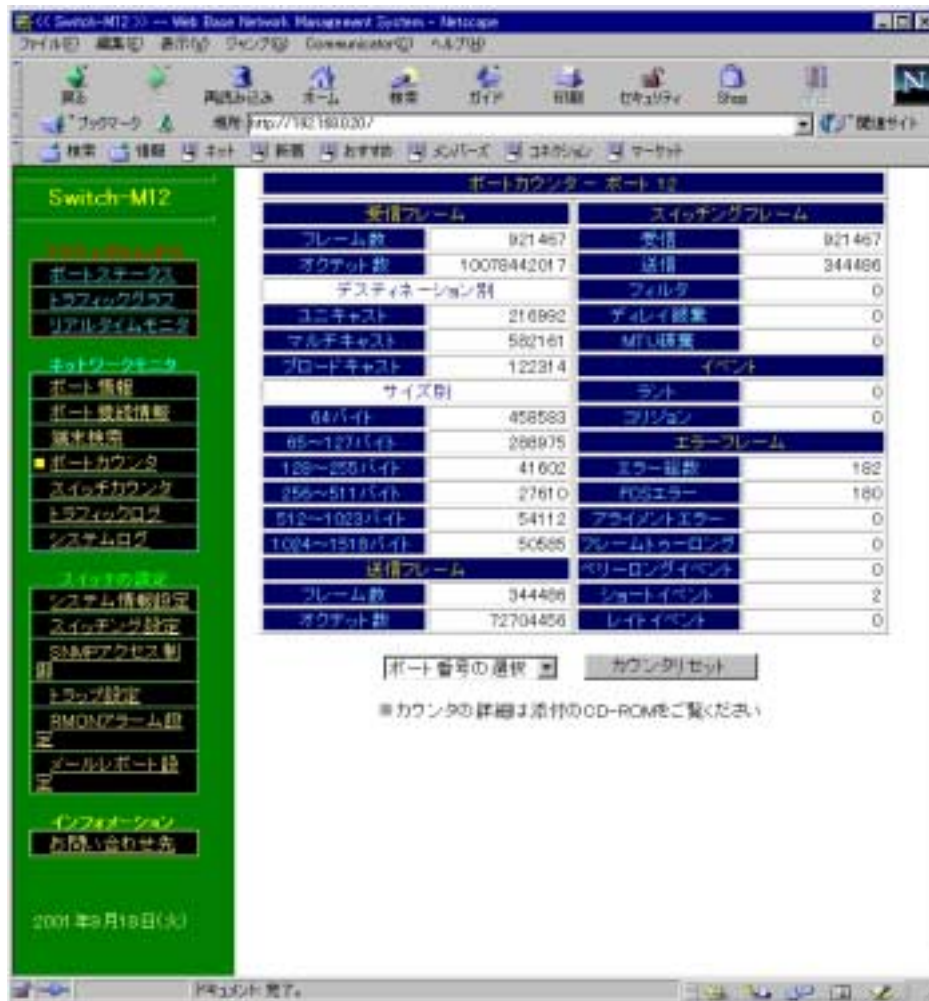 << Switch-M12 >> -- Web Base Network Management System - Netscape
ファイル(F) 編集(E) 表示(V) ジャンプ(G) Communicator(C) ヘルプ(H)
戻る 再読み込み ホーム 検索 ガイド 印刷 セキュリティ Shop
ブックマーク 場所: 関連サイト
検索 情報 ネット 新着 おすすめ メンバーズ コネクション マーケット
Switch-M12
ポートステータス
トラフィックグラフ
リアルタイムモニタ
ネットワークモニタ
ポート情報
ポート接続情報
端末検索
ポートカウンタ
スイッチカウンタ
トラフィックログ
システムログ
スイッチの設定
システム情報設定
スイッチング設定
SNMPアクセス制
御
トラップ設定
RMONアラーム設
定
メールレポート設
定
インフォメーション
お問い合わせ先
2001年9月18日(火)
ポートカウンター - ポート 12
受信フレーム
フレーム数 921467
オクテット数 10078442017
デスティネーション別
ユニキャスト 216992
マルチキャスト 582161
ブロードキャスト 122314
サイズ別
64バイト 458583
65～127バイト 288975
128～255バイト 41602
256～511バイト 27610
512～1023バイト 54112
1024～1518バイト 50585
送信フレーム
フレーム数 344486
オクテット数 72704456
スイッチングフレーム
受信 921467
送信 344486
フィルタ 0
ディレイ破棄 0
MTU破棄 0
イベント
ラント 0
コリジョン 0
エラーフレーム
エラー総数 182
FCSエラー 180
アライメントエラー 0
フレームトゥーロング 0
ベリーロングイベント 0
ショートイベント 2
レイトイベント 0
ポート番号の選択 カウンタリセット
※カウンタの詳細は添付のCD-ROMをご覧ください
ドキュメント: 完了。